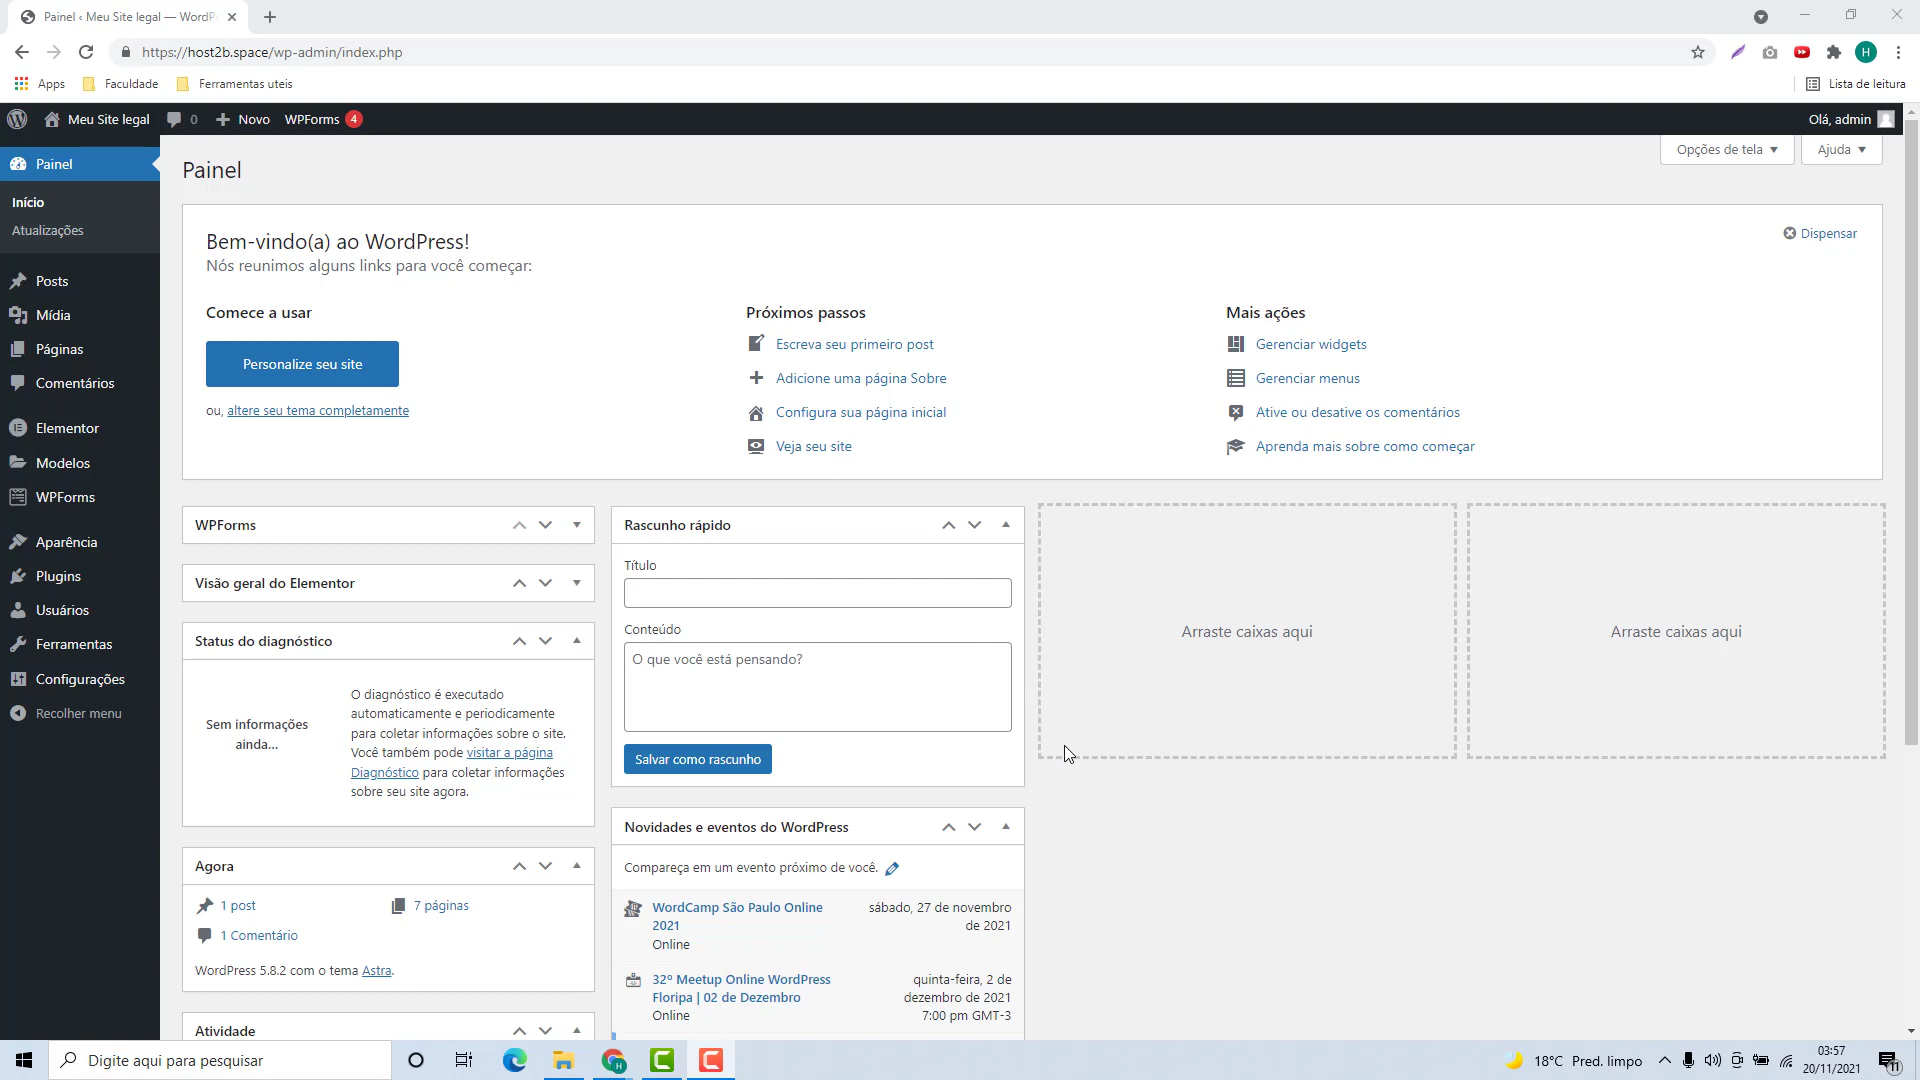 Painel ‹ Meu Site legal — WordP
https://host2b.space/wp-admin/index.php
H
Apps
Faculdade
Ferramentas uteis
Lista de leitura
Meu Site legal
0
Novo
WPForms
4
Olá, admin
Painel
Início
Atualizações
Posts
Mídia
Páginas
Comentários
Elementor
Modelos
WPForms
Aparência
Plugins
Usuários
Ferramentas
Configurações
Recolher menu
Painel
Opções de tela
Ajuda
Bem-vindo(a) ao WordPress!
Nós reunimos alguns links para você começar:
Dispensar
Comece a usar
Personalize seu site
ou, altere seu tema completamente
Próximos passos
Escreva seu primeiro post
Adicione uma página Sobre
Configura sua página inicial
Veja seu site
Mais ações
Gerenciar widgets
Gerenciar menus
Ative ou desative os comentários
Aprenda mais sobre como começar
WPForms
Visão geral do Elementor
Status do diagnóstico
Sem informações
ainda...
O diagnóstico é executado
automaticamente e periodicamente
para coletar informações sobre o site.
Você também pode visitar a página
Diagnóstico para coletar informações
sobre seu site agora.
Agora
1 post
7 páginas
1 Comentário
WordPress 5.8.2 com o tema Astra.
Atividade
Rascunho rápido
Título
Conteúdo
O que você está pensando?
Salvar como rascunho
Novidades e eventos do WordPress
Compareça em um evento próximo de você.
WordCamp São Paulo Online
2021
Online
sábado, 27 de novembro
de 2021
32º Meetup Online WordPress
Floripa | 02 de Dezembro
Online
quinta-feira, 2 de
dezembro de 2021
7:00 pm GMT-3
Arraste caixas aqui
Arraste caixas aqui
Digite aqui para pesquisar
18°C Pred. limpo
03:57
20/11/2021
11